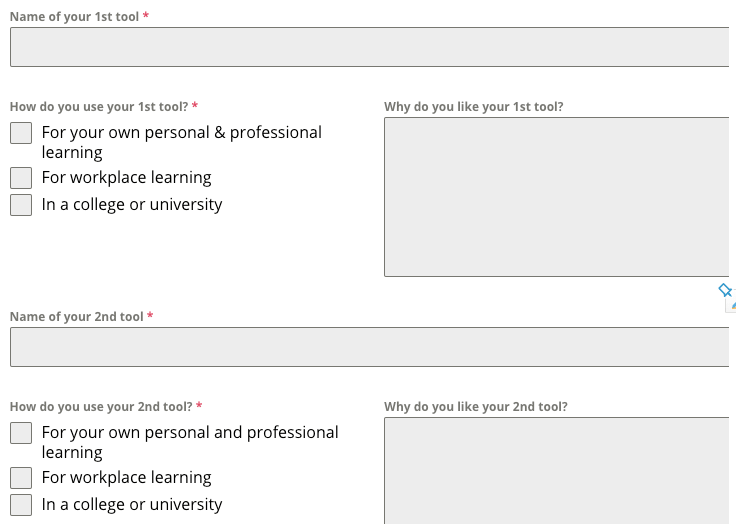 Name of your 1st tool *
How do you use your 1st tool? *
For your own personal & professional
learning
For workplace learning
In a college or university
Why do you like your 1st tool?
Name of your 2nd tool *
How do you use your 2nd tool? *
For your own personal and professional
learning
For workplace learning
In a college or university
Why do you like your 2nd tool?